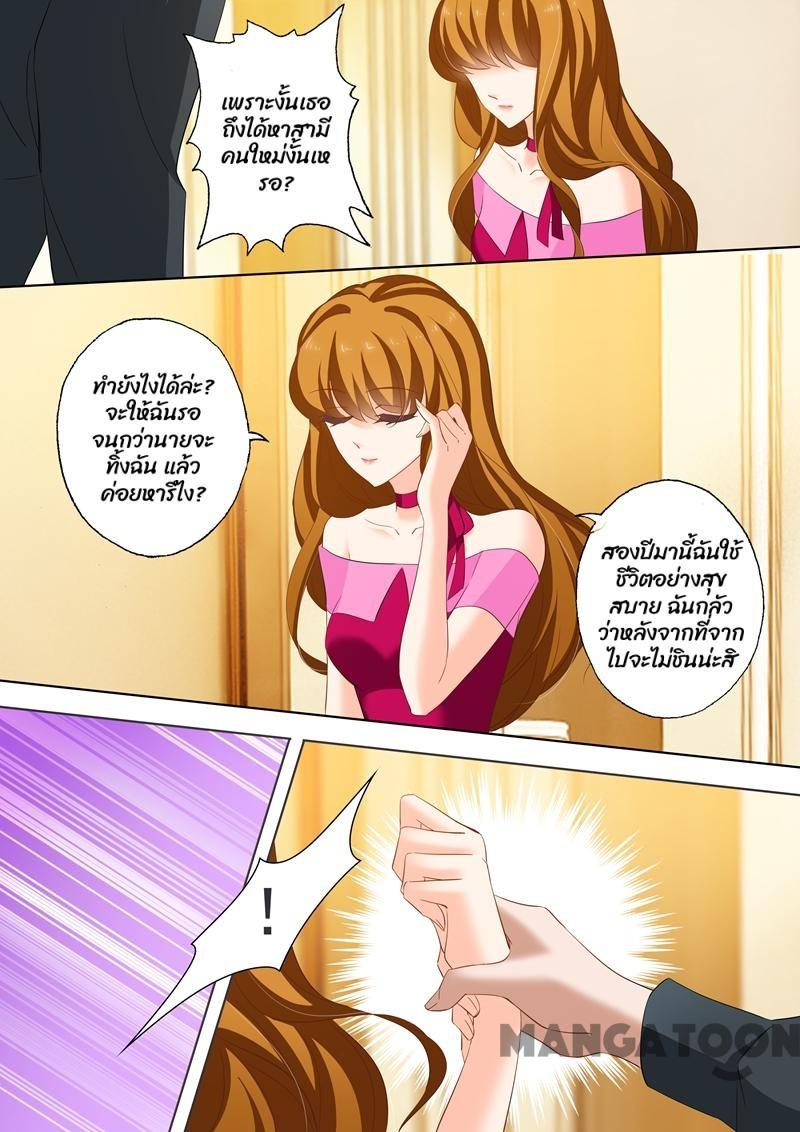 เพราะงั้นเธอ
ถึงได้หาสามี
คนใหม่งั้นเห
รอ?
ทำยังไงได้ล่ะ?
จะให้ฉันรอ
จนกว่านายจะ
ทิ้งฉัน แล้ว
ค่อยหารึไง?
สองปีมานี้ฉันใช้
ชีวิตอย่างสุข
สบาย ฉันกลัว
ว่าหลังจากที่จาก
ไปจะไม่ชินน่ะสิ
!
MANGATOON